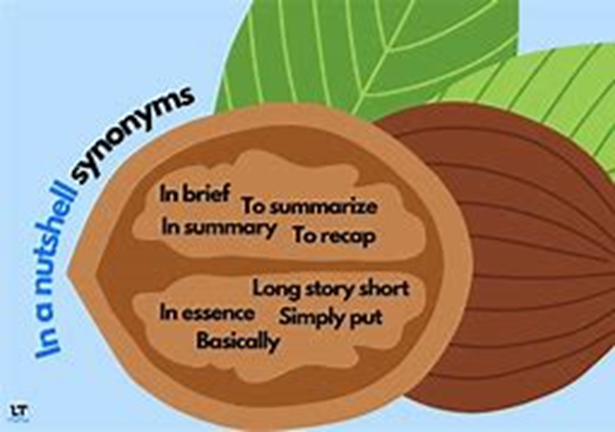 In a nutshell synonyms
In brief
To summarize
In summary
To recap
Long story short
In essence
Simply put
Basically
LT